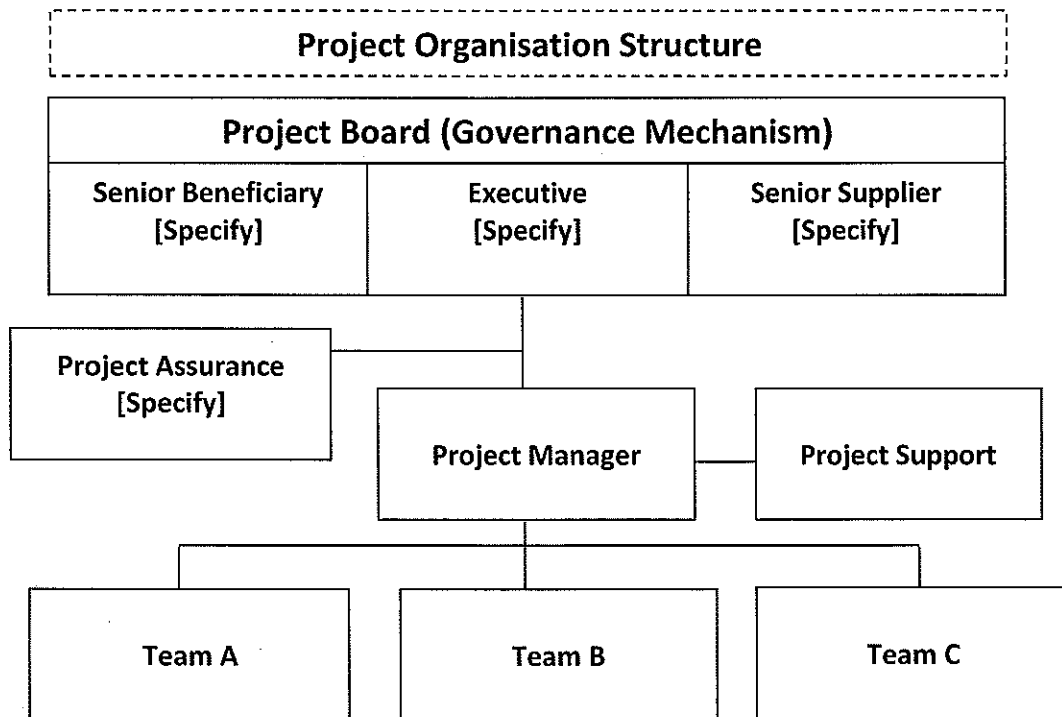 Project Organisation Structure
Project Board (Governance Mechanism)
Senior Beneficiary
[Specify]
Executive
[Specify]
Senior Supplier
[Specify]
Project Assurance
[Specify]
Project Manager
Project Support
Team A
Team B
Team C